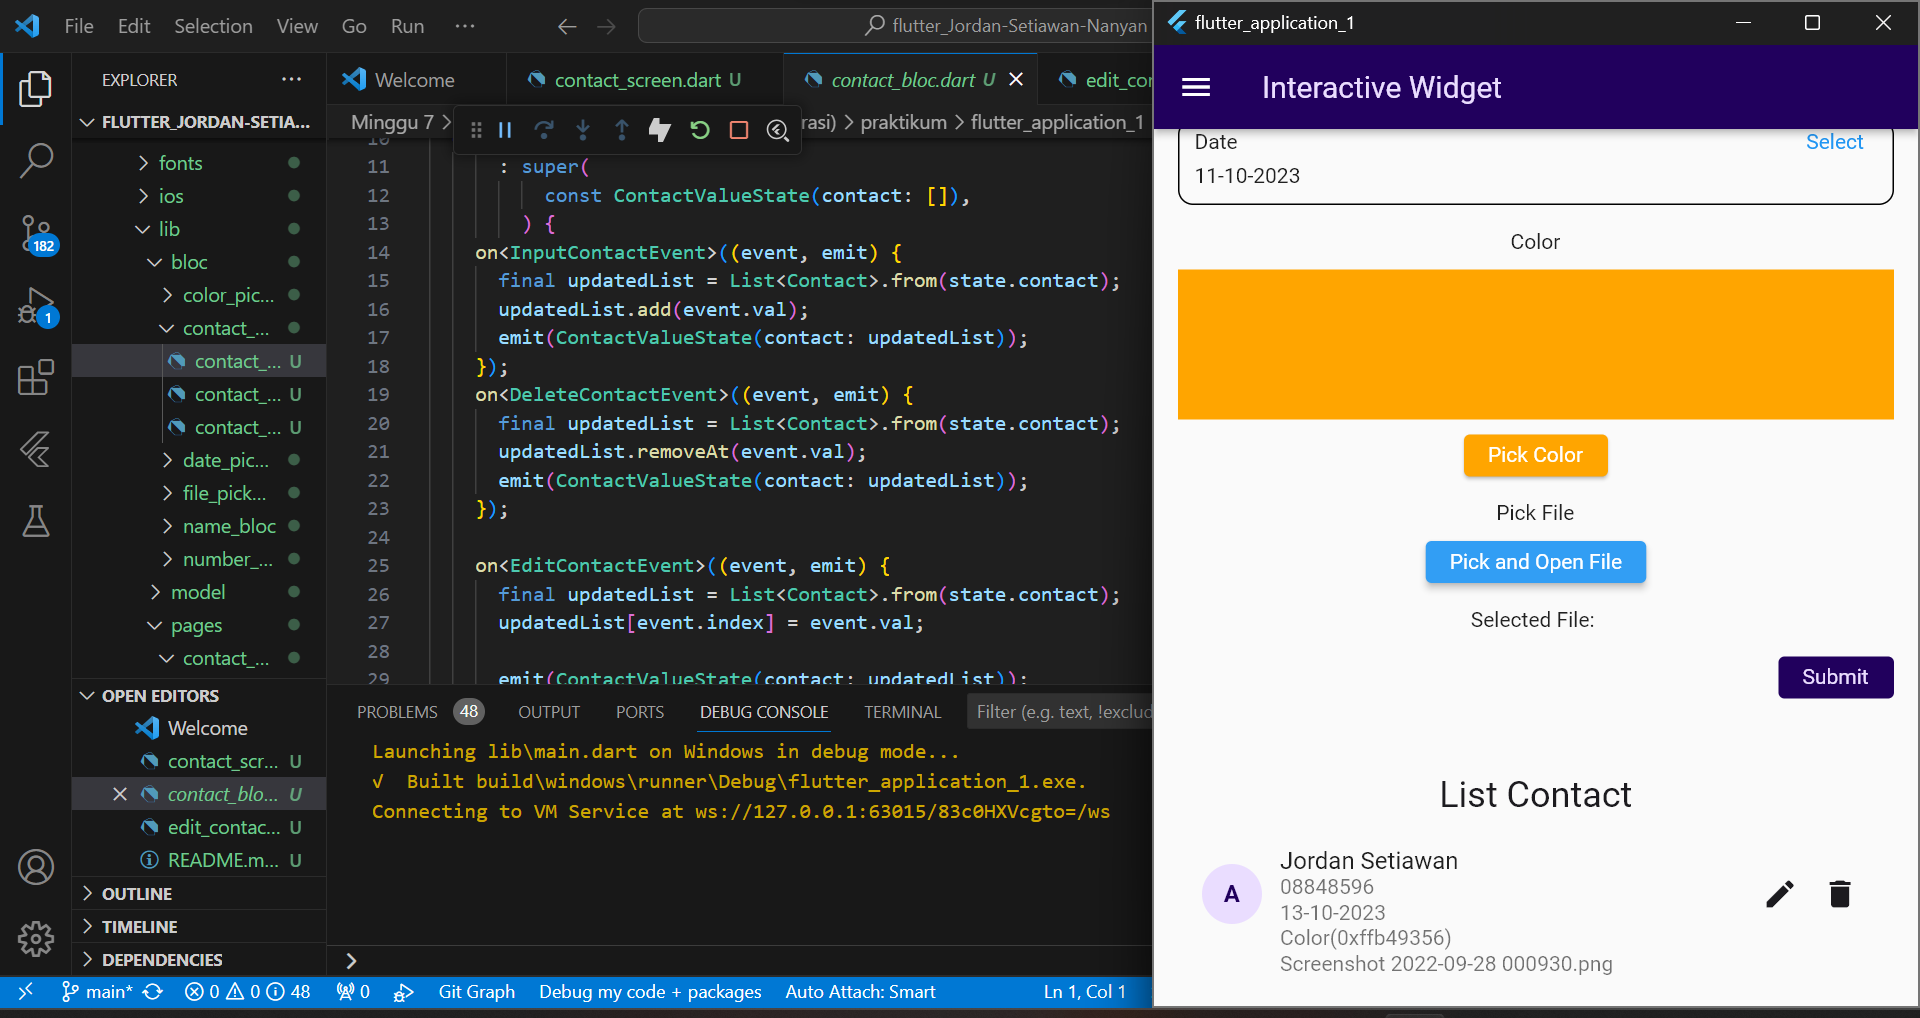 File Edit Selection View Go Run ···
flutter_Jordan-Setiawan-Nanyan
EXPLORER ···
FLUTTER_JORDAN-SETIA...
fonts
ios
lib
bloc
color_pic...
contact_...
contact_... U
contact_... U
contact_... U
date_pic...
file_pick...
name_bloc
number_...
model
pages
contact_...
OPEN EDITORS
Welcome
contact_scr... U
contact_blo... U
edit_contac... U
README.m... U
OUTLINE
TIMELINE
DEPENDENCIES
182
1
Welcome
contact_screen.dart U
contact_bloc.dart U
edit_co
Minggu 7 > rasi) > praktikum > flutter_application_1
10
11 : super(
12 const ContactValueState(contact: []),
13 ) {
14 on<InputContactEvent>((event, emit) {
15 final updatedList = List<Contact>.from(state.contact);
16 updatedList.add(event.val);
17 emit(ContactValueState(contact: updatedList));
18 });
19 on<DeleteContactEvent>((event, emit) {
20 final updatedList = List<Contact>.from(state.contact);
21 updatedList.removeAt(event.val);
22 emit(ContactValueState(contact: updatedList));
23 });
24
25 on<EditContactEvent>((event, emit) {
26 final updatedList = List<Contact>.from(state.contact);
27 updatedList[event.index] = event.val;
28
29 emit(ContactValueState(contact: updatedList));
PROBLEMS 48 OUTPUT PORTS DEBUG CONSOLE TERMINAL Filter (e.g. text, !exclud
Launching lib\main.dart on Windows in debug mode...
√ Built build\windows\runner\Debug\flutter_application_1.exe.
Connecting to VM Service at ws://127.0.0.1:63015/83c0HXVcgto=/ws
>
main* 0 0 48 0 Git Graph Debug my code + packages Auto Attach: Smart Ln 1, Col 1
flutter_application_1
Interactive Widget
Date
Select
11-10-2023
Color
Pick Color
Pick File
Pick and Open File
Selected File:
Submit
List Contact
A
Jordan Setiawan
08848596
13-10-2023
Color(0xffb49356)
Screenshot 2022-09-28 000930.png